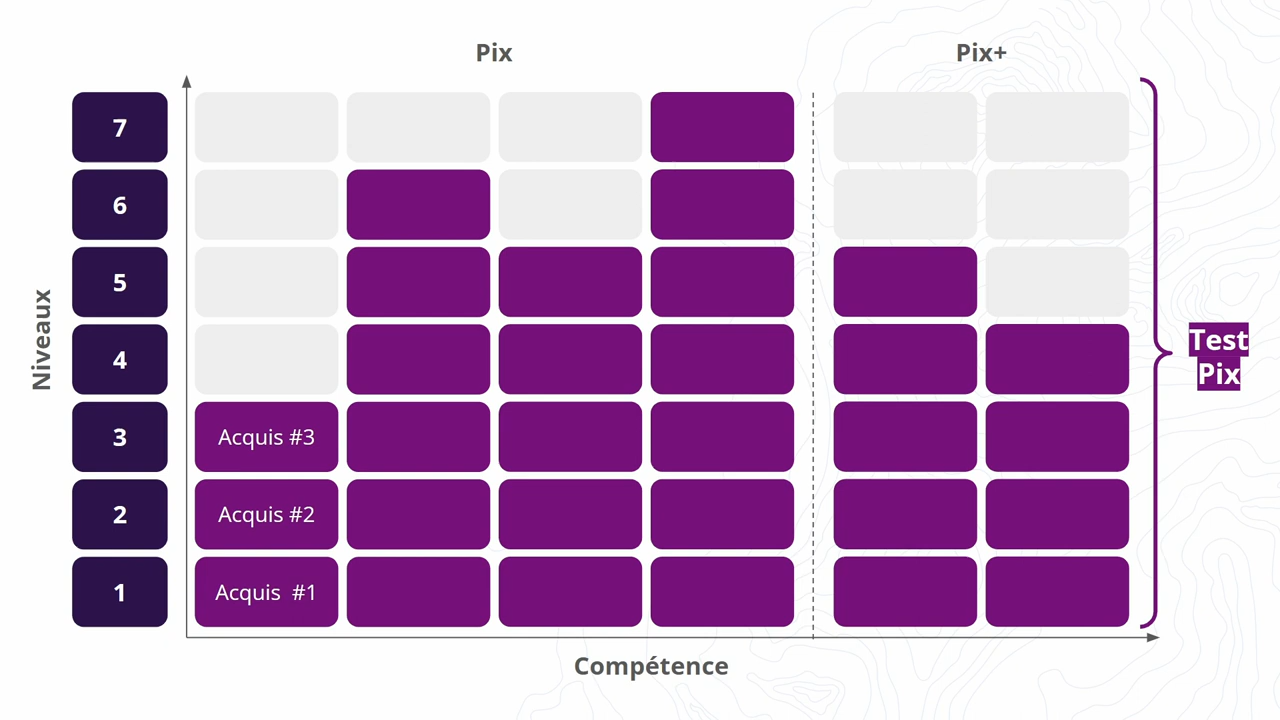 Pix
Pix+
7
6
5
4
3
Acquis #3
2
Acquis #2
1
Acquis #1
Niveaux
Compétence
Test
Pix